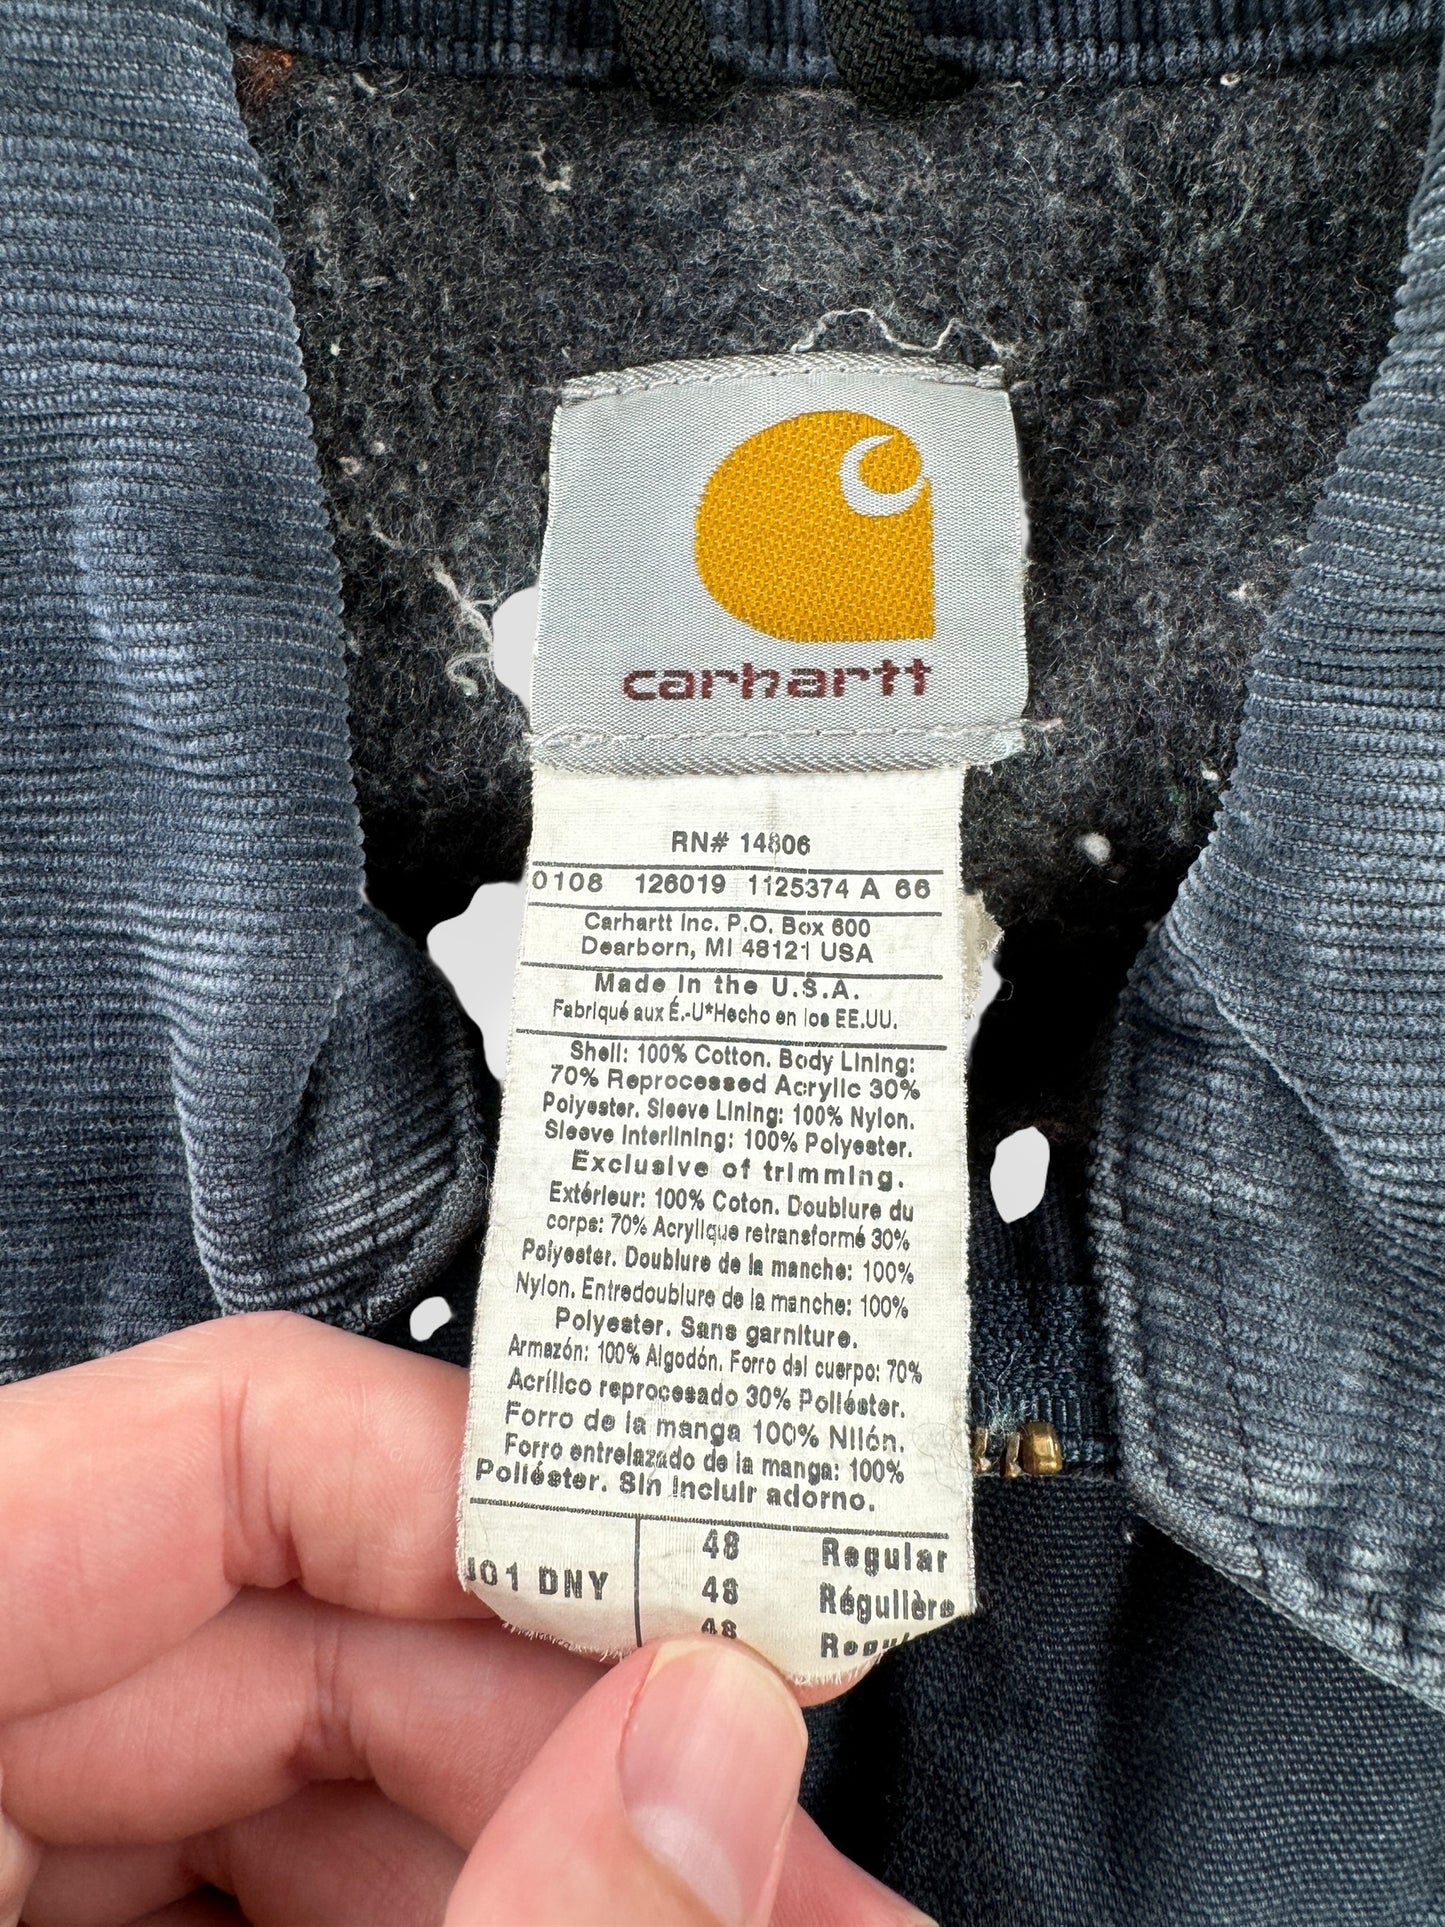 carhartt
RN# 14806
0108 126019 1125374 A 66
Carhartt Inc. P.O. Box 600
Dearborn, MI 48121 USA
Made in the U.S.A.
Fabriqué aux É.-U*Hecho en los EE.UU.
Shell: 100% Cotton. Body Lining:
70% Reprocessed Acrylic 30%
Polyester. Sleeve Lining: 100% Nylon.
Sleeve Interlining: 100% Polyester.
Exclusive of trimming.
Extérieur: 100% Coton. Doublure du
corps: 70% Acrylique retransformé 30%
Polyester. Doublure de la manche: 100%
Nylon. Entredoublure de la manche: 100%
Polyester. Sans garniture.
Armazón: 100% Algodón. Forro del cuerpo: 70%
Acrílico reprocesado 30% Poliéster.
Forro de la manga 100% Nilón.
Forro entrelazado de la manga: 100%
Poliéster. Sin incluir adorno.
48 Regular
J01 DNY 48 Régulière
48